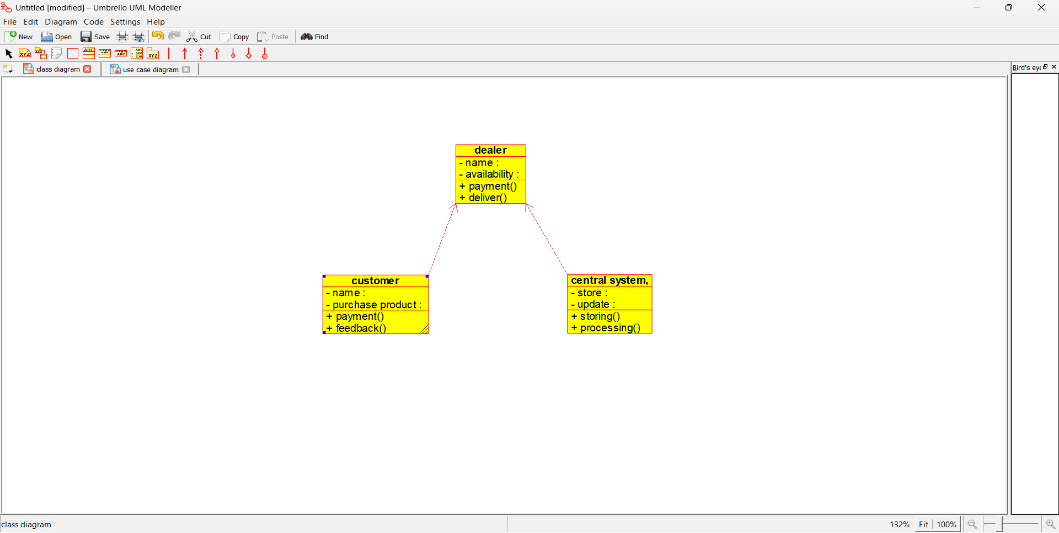 Untitled [modified] – Umbrello UML Modeller
File Edit Diagram Code Settings Help
New Open Save Cut Copy Paste Find
class diagram use case diagram
Bird's eye
dealer
- name :
- availability :
+ payment()
+ deliver()
customer
- name :
- purchase product :
+ payment()
+ feedback()
central system,
- store :
- update :
+ storing()
+ processing()
class diagram
132% Fit 100%